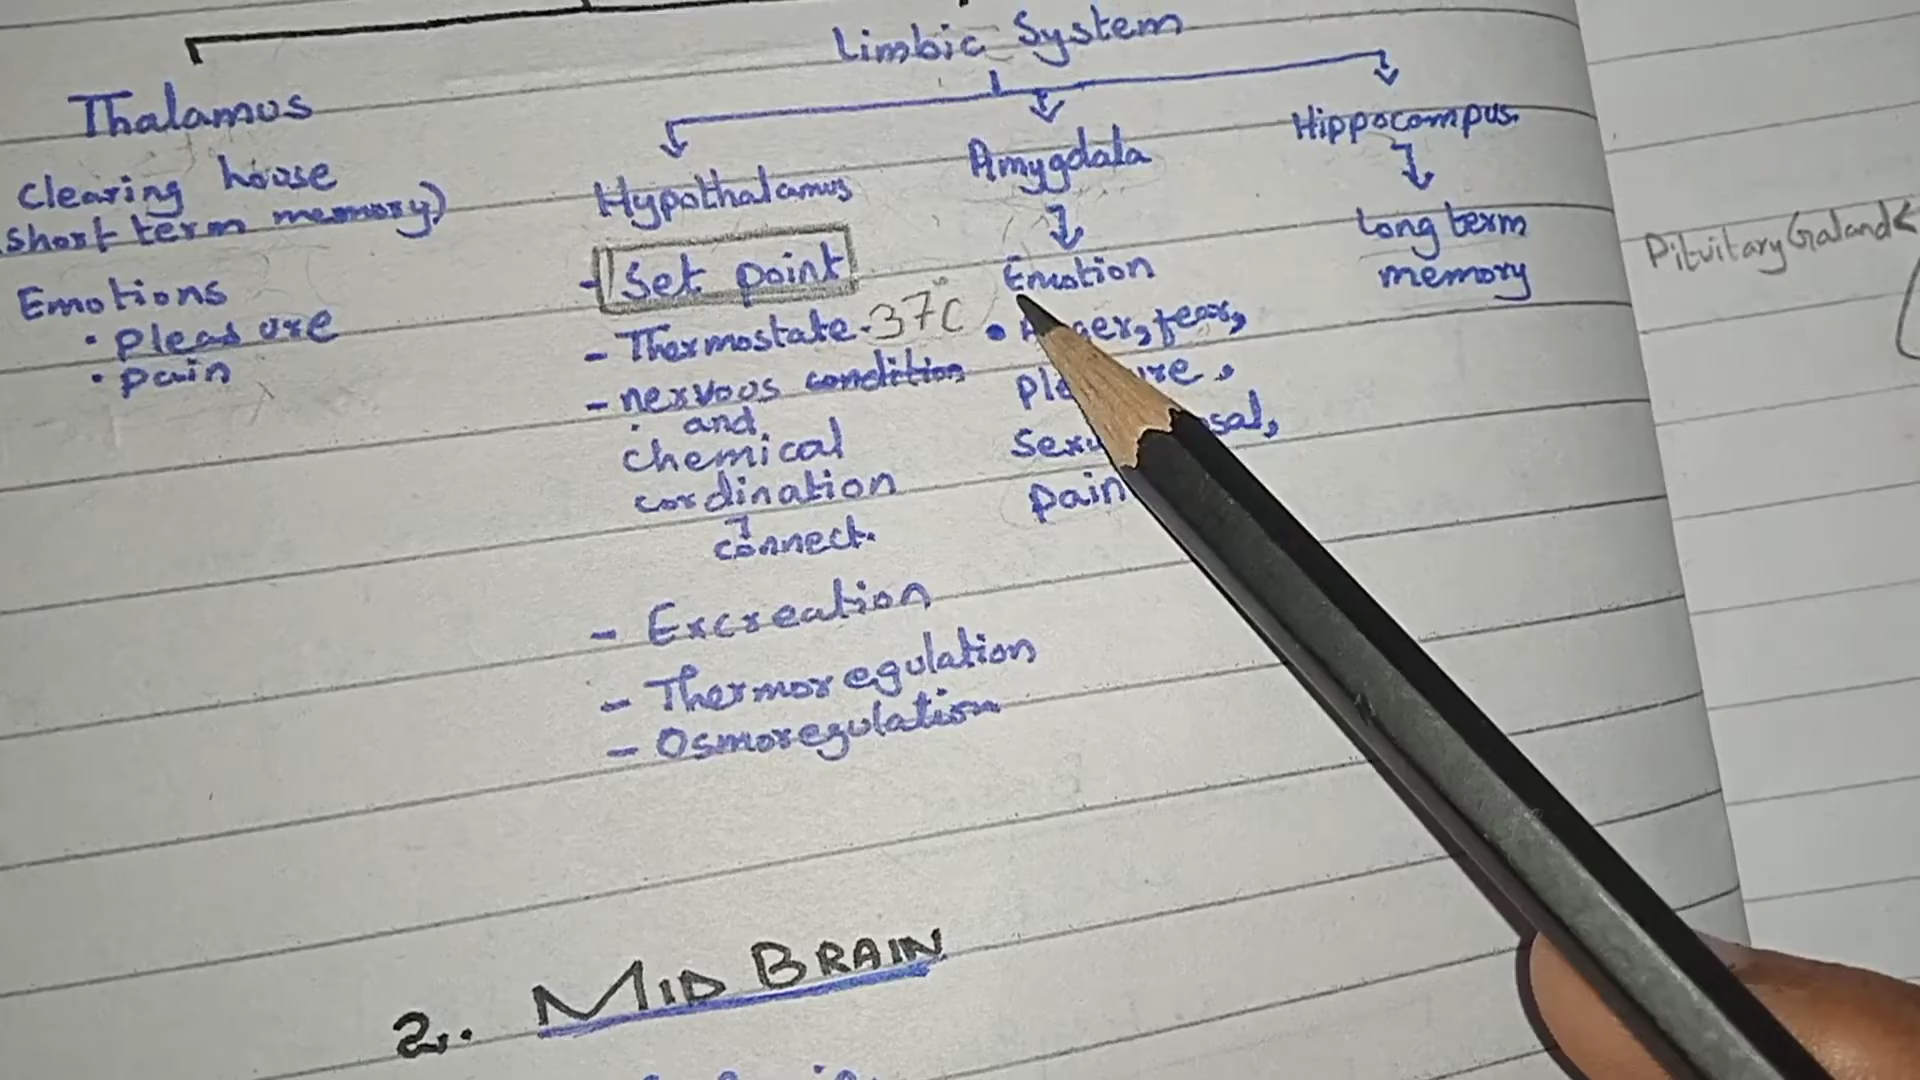 Limbic System
Thalamus
Clearing house
(short term memory)
Emotions
• pleasure
• pain
Hypothalamus
- Set point
- Thermostate - 37°C
- nervous condition
and
chemical
cordination
connect.
- Excreation
- Thermoregulation
- Osmoregulation
Amygdala
Emotion
fear,
pain
Hippocampus
Long term
memory
Pituitary Galand
2. MID BRAIN